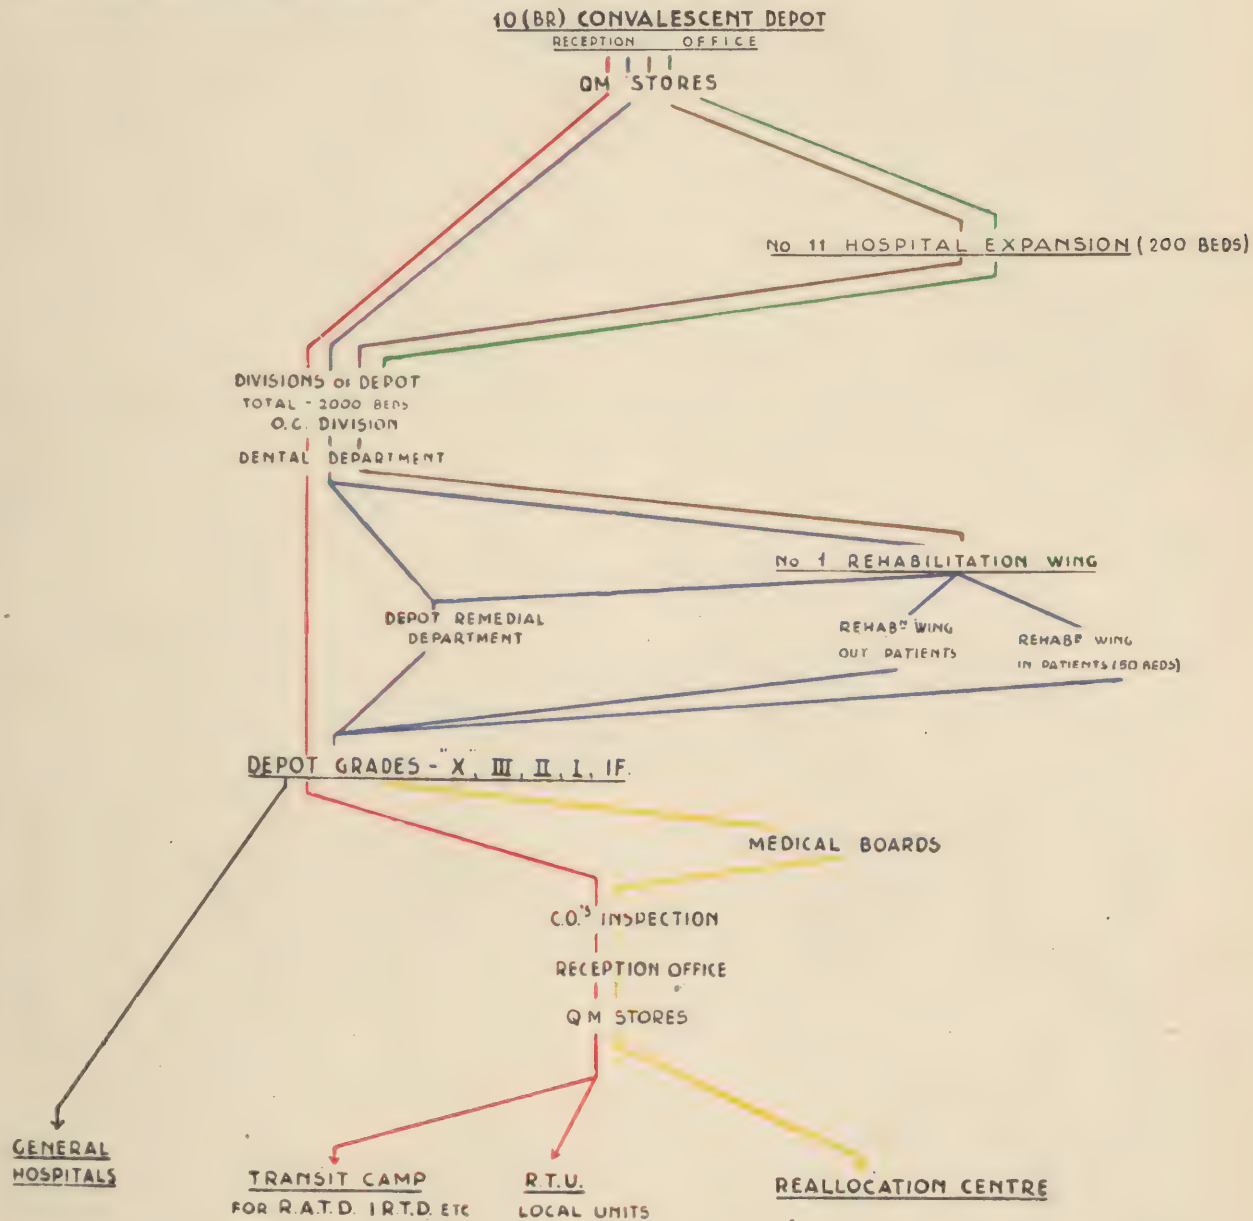 10 (BR) CONVALESCENT DEPOT
RECEPTION OFFICE
QM STORES
No 11 HOSPITAL EXPANSION (200 BEDS)
DIVISIONS OF DEPOT
TOTAL - 2000 BEDS
O.C. DIVISION
DENTAL DEPARTMENT
No 1 REHABILITATION WING
DEPOT REMEDIAL
DEPARTMENT
REHABN WING
OUT PATIENTS
REHABN WING
IN PATIENTS (50 BEDS)
DEPOT GRADES - "X", III, II, I, IF.
MEDICAL BOARDS
C.O.'S INSPECTION
RECEPTION OFFICE
QM STORES
GENERAL
HOSPITALS
TRANSIT CAMP
FOR R.A.T.D. I.R.T.D. ETC
R.T.U.
LOCAL UNITS
REALLOCATION CENTRE